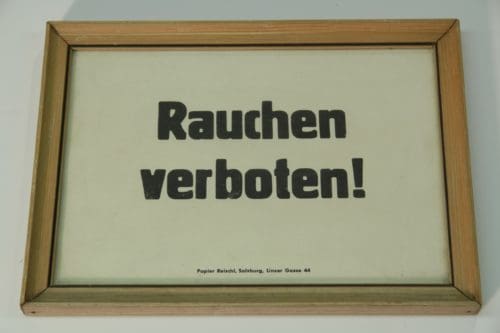 Rauchen
verboten!
Papier Reischl, Salzburg, Linzer Gasse 44